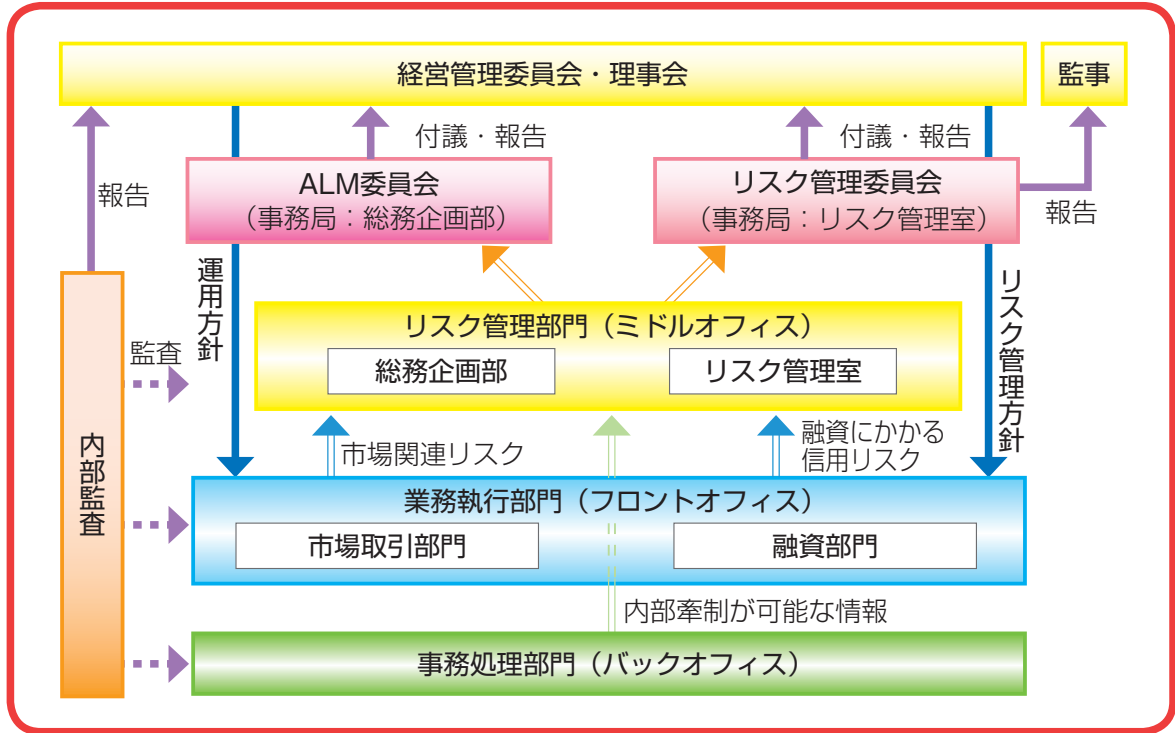 経営管理委員会・理事会
監事
付議・報告
付議・報告
報告
ALM委員会
（事務局：総務企画部）
リスク管理委員会
（事務局：リスク管理室）
報告
運用方針
リスク管理方針
リスク管理部門（ミドルオフィス）
総務企画部
リスク管理室
監査
内部監査
市場関連リスク
融資にかかる
信用リスク
業務執行部門（フロントオフィス）
市場取引部門
融資部門
内部牽制が可能な情報
事務処理部門（バックオフィス）